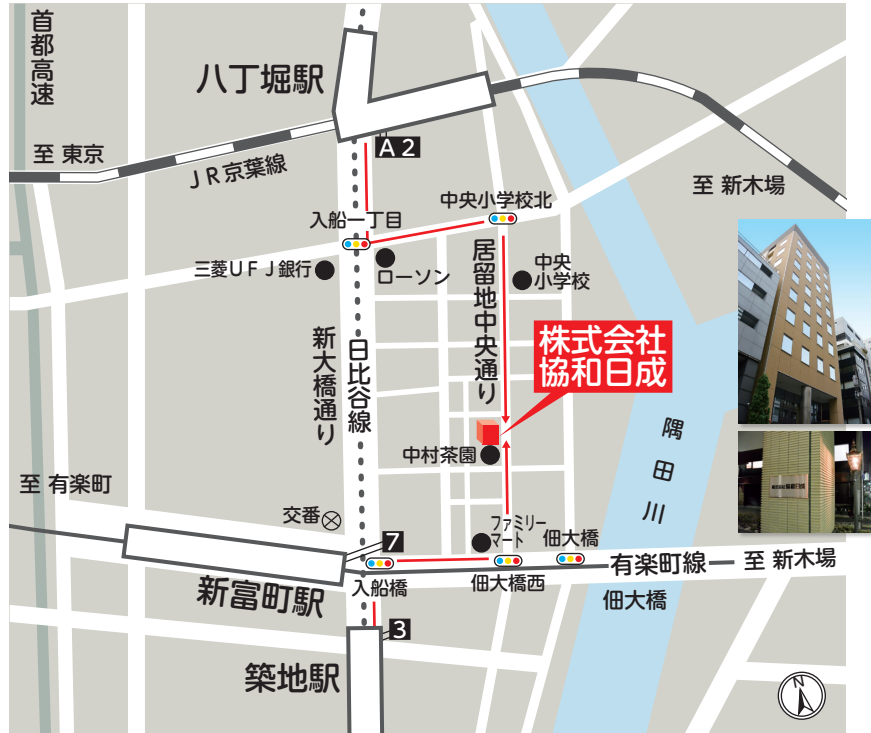 首都高速
八丁堀駅
A2
至 東京
JR京葉線
至 新木場
中央小学校北
入船一丁目
三菱UFJ銀行
ローソン
中央
小学校
居留地中央通り
新大橋通り
日比谷線
株式会社
協和日成
中村茶園
隅田川
至 有楽町
交番
7
ファミリー
マート
佃大橋
入船橋
佃大橋西
有楽町線
至 新木場
新富町駅
佃大橋
3
築地駅
N